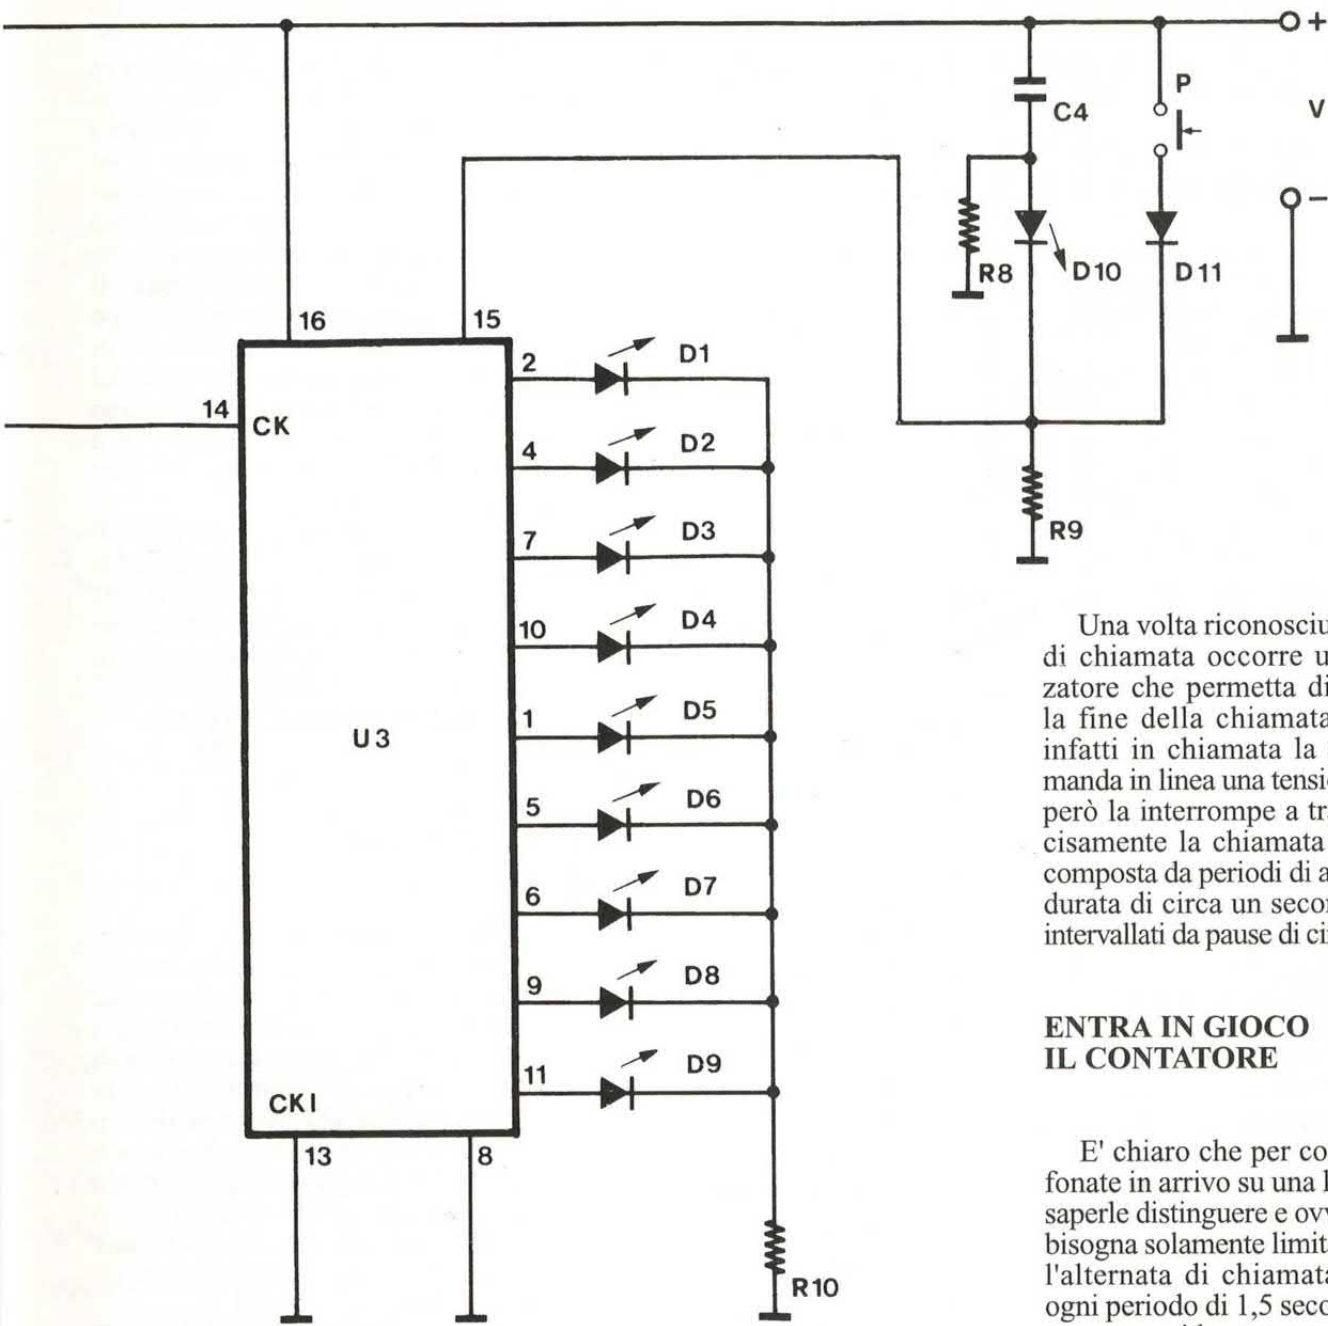 +
P
C4
V
–
R8
D10
D11
16
15
2
D1
14
CK
4
D2
7
D3
R9
10
D4
1
D5
U3
5
D6
6
D7
9
D8
11
D9
CKI
13
8
R10
Una volta riconosciu
di chiamata occorre u
zatore che permetta di
la fine della chiamata
infatti in chiamata la
manda in linea una tensi
però la interrompe a tr
cisamente la chiamata
composta da periodi di a
durata di circa un seco
intervallati da pause di ci
ENTRA IN GIOCO
IL CONTATORE
E' chiaro che per co
fonate in arrivo su una l
saperle distinguere e ov
bisogna solamente limit
l'alternata di chiamata
ogni periodo di 1,5 seco